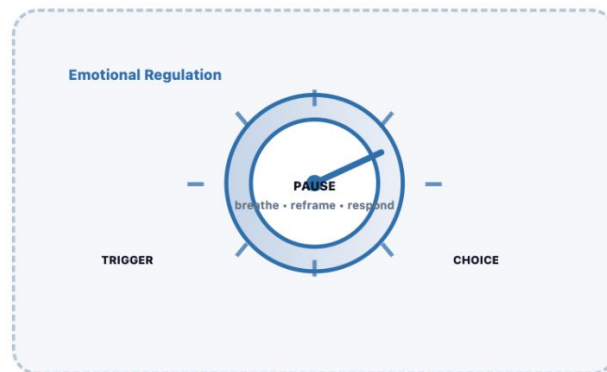 Emotional Regulation
PAUSE
breathe • reframe • respond
TRIGGER
CHOICE